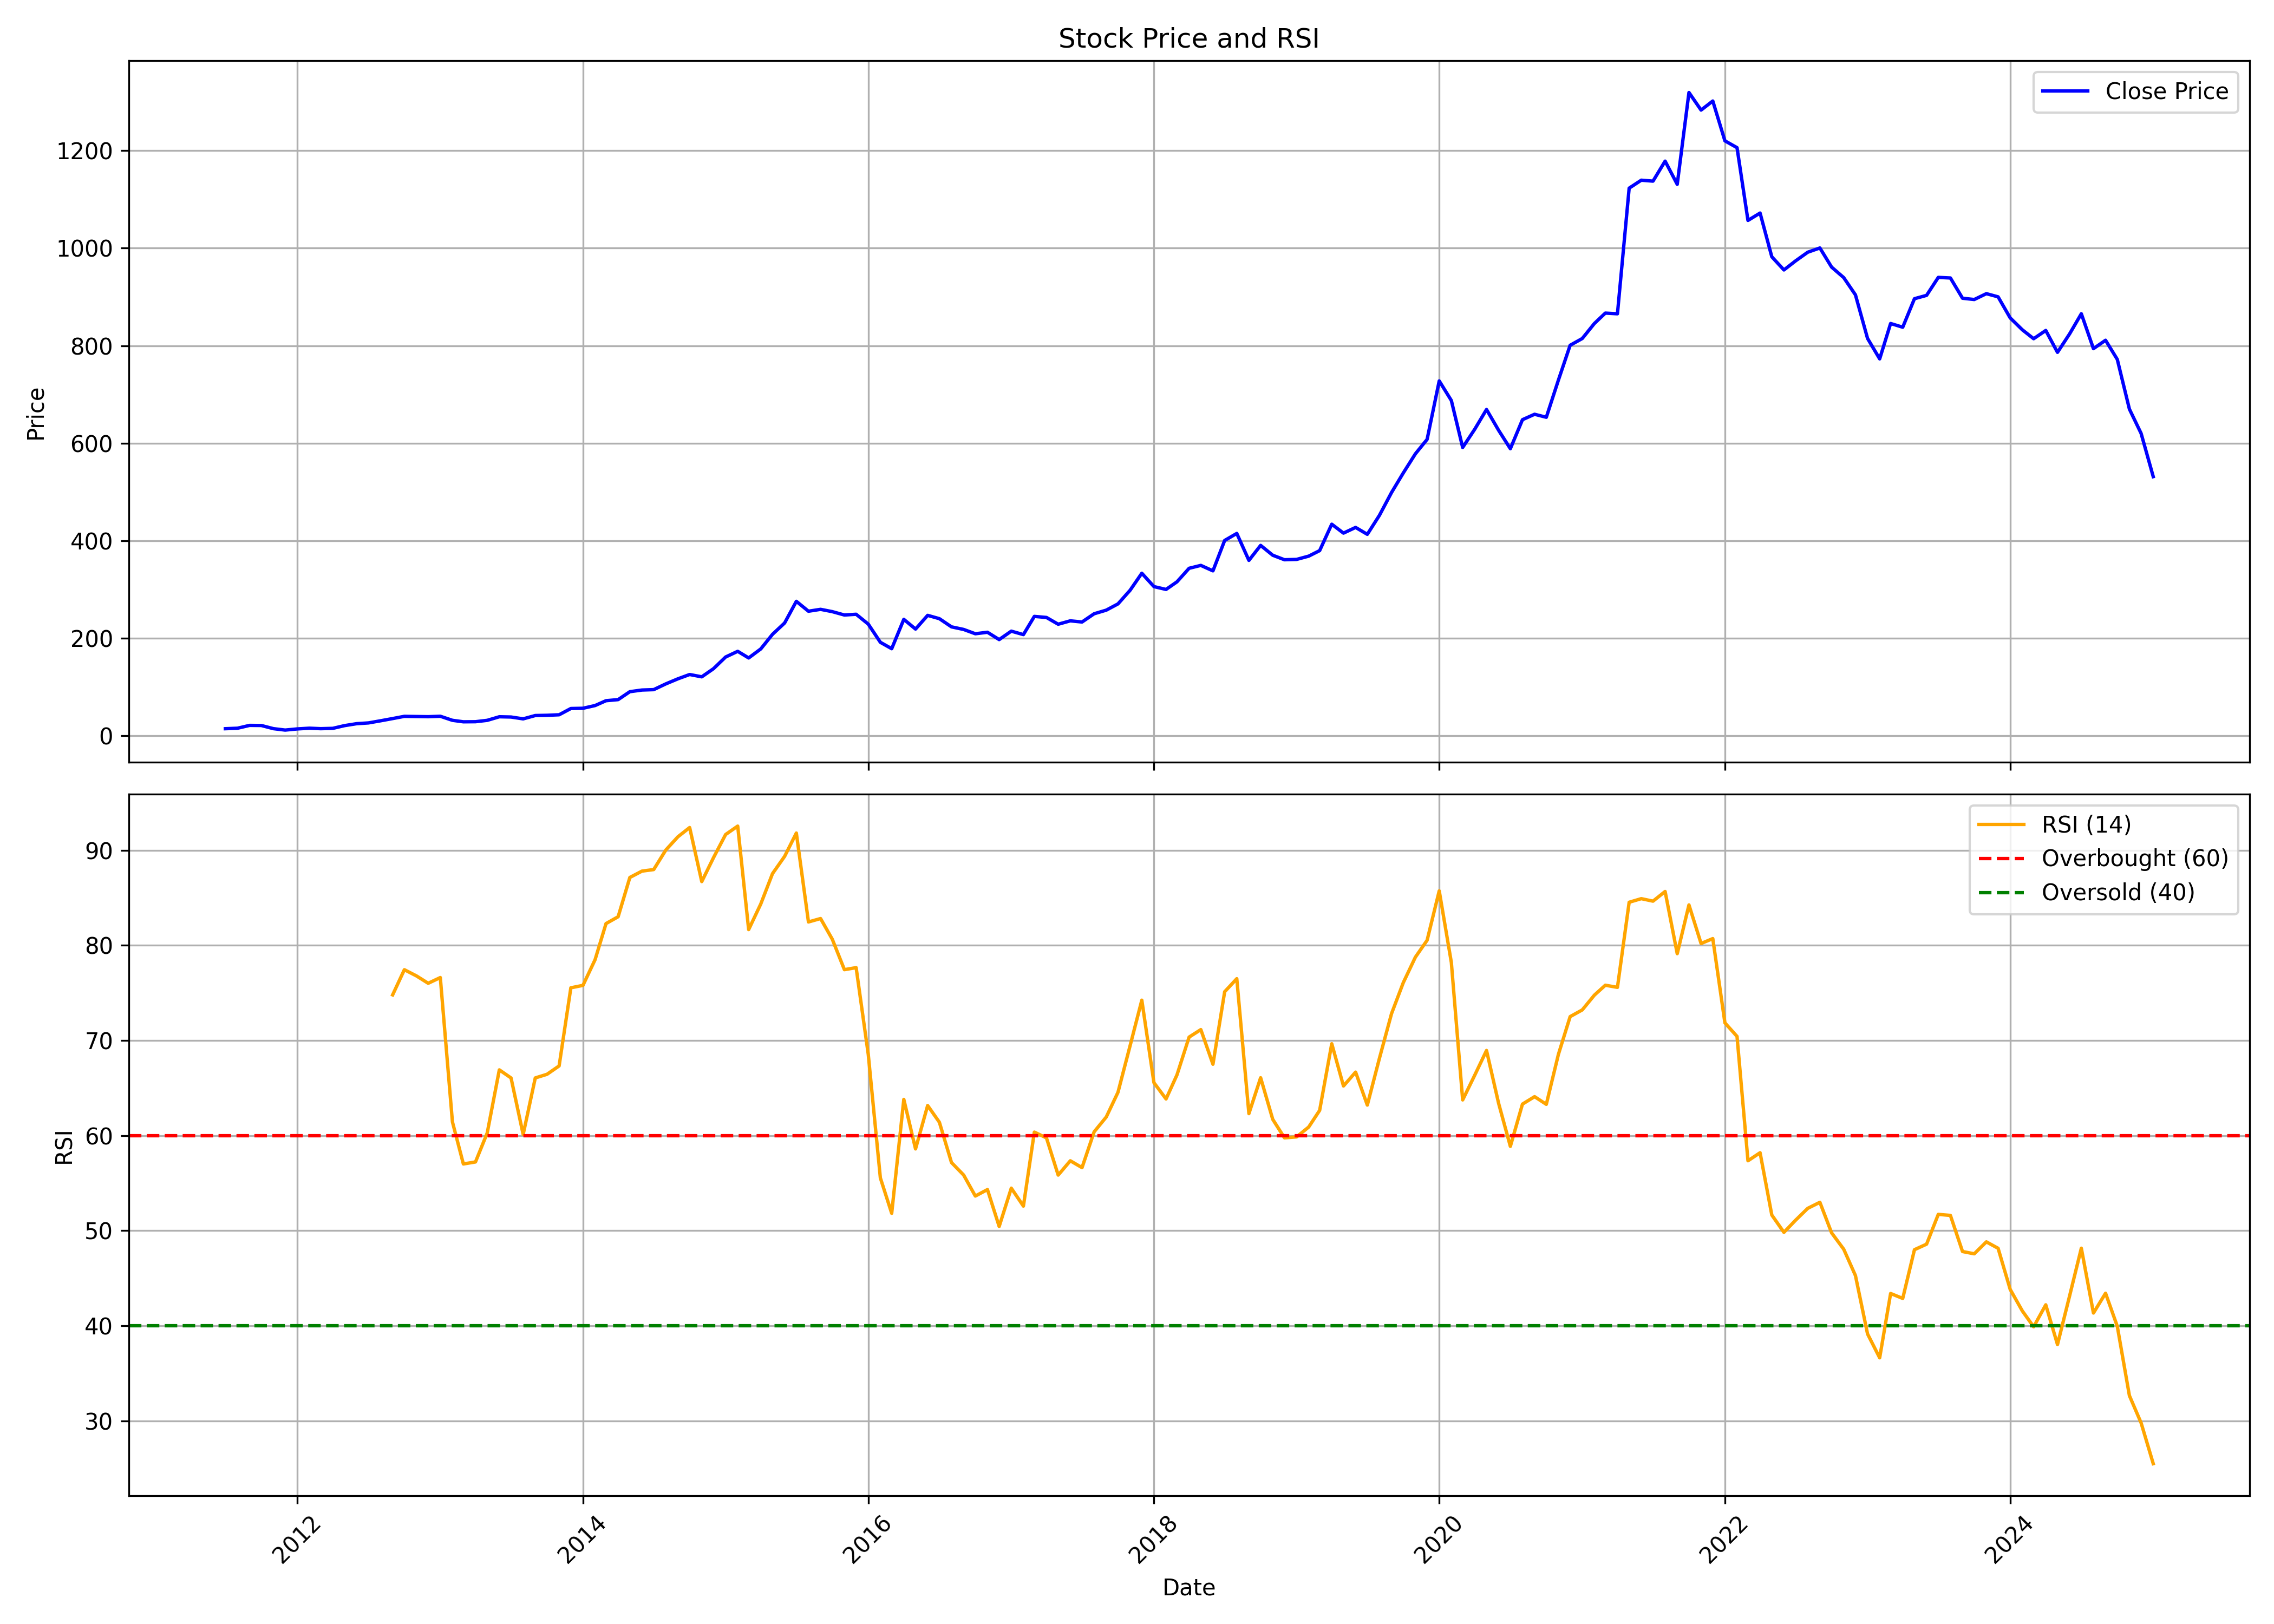 Stock Price and RSI
Close Price
1200
1000
800
600
400
200
0
Price
RSI (14)
Overbought (60)
Oversold (40)
90
80
70
60
50
40
30
RSI
2012
2014
2016
2018
2020
2022
2024
Date